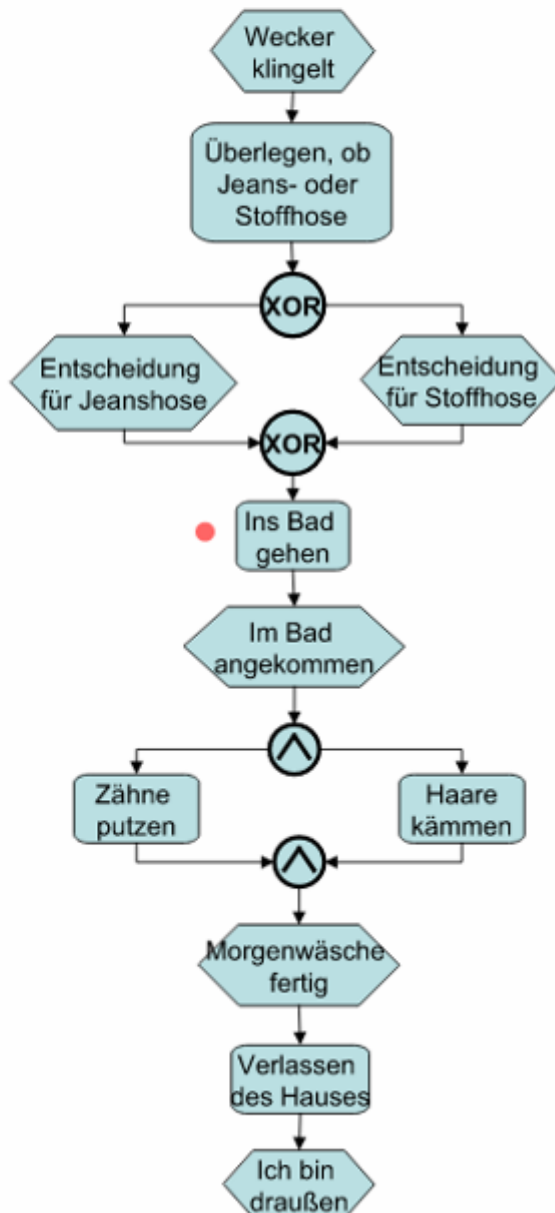 Wecker
klingelt
Überlegen, ob
Jeans- oder
Stoffhose
XOR
Entscheidung
für Jeanshose
Entscheidung
für Stoffhose
XOR
Ins Bad
gehen
Im Bad
angekommen
Zähne
putzen
Haare
kämmen
Morgenwäsche
fertig
Verlassen
des Hauses
Ich bin
draußen